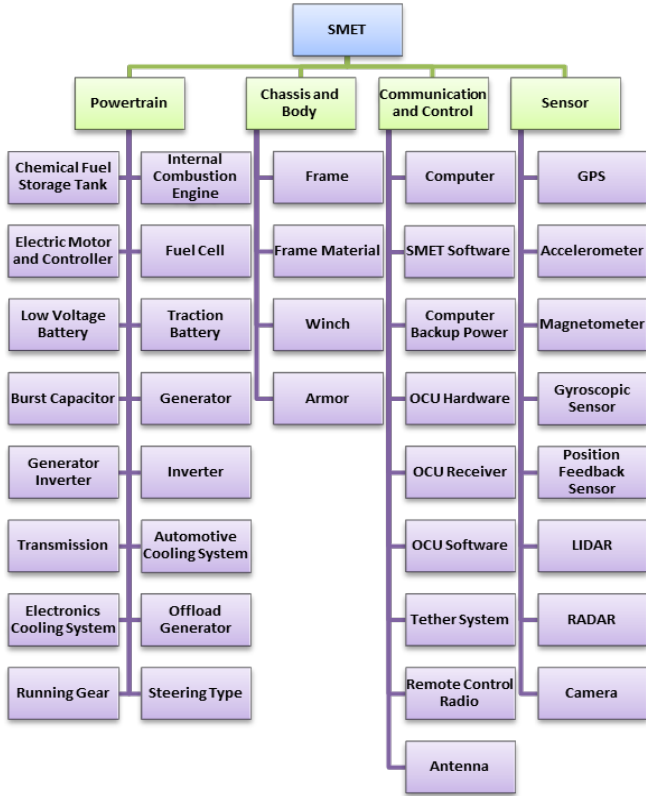 SMET
Powertrain
Chassis and
Body
Communication
and Control
Sensor
Chemical Fuel
Storage Tank
Internal
Combustion
Engine
Electric Motor
and Controller
Fuel Cell
Low Voltage
Battery
Traction
Battery
Burst Capacitor
Generator
Generator
Inverter
Inverter
Transmission
Automotive
Cooling System
Electronics
Cooling System
Offload
Generator
Running Gear
Steering Type
Frame
Frame Material
Winch
Armor
Computer
SMET Software
Computer
Backup Power
OCU Hardware
OCU Receiver
OCU Software
Tether System
Remote Control
Radio
Antenna
GPS
Accelerometer
Magnetometer
Gyroscopic
Sensor
Position
Feedback
Sensor
LIDAR
RADAR
Camera